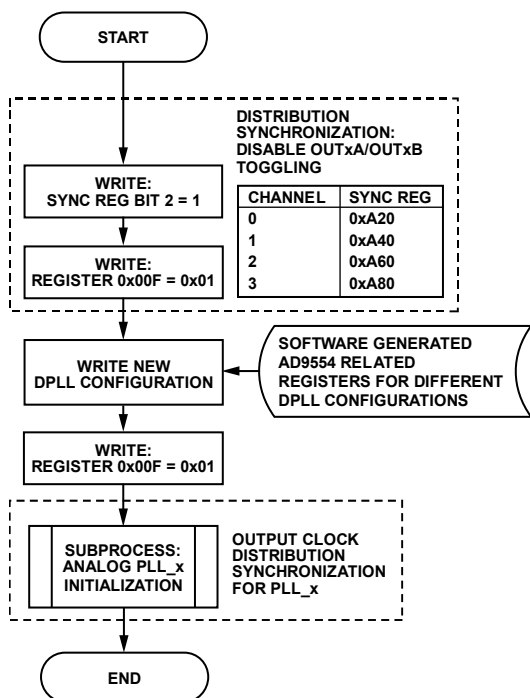 START
DISTRIBUTION
SYNCHRONIZATION:
DISABLE OUTxA/OUTxB
TOGGLING
WRITE:
SYNC REG BIT 2 = 1
CHANNEL SYNC REG
0 0xA20
1 0xA40
2 0xA60
3 0xA80
WRITE:
REGISTER 0x00F = 0x01
WRITE NEW
DPLL CONFIGURATION
SOFTWARE GENERATED
AD9554 RELATED
REGISTERS FOR DIFFERENT
DPLL CONFIGURATIONS
WRITE:
REGISTER 0x00F = 0x01
SUBPROCESS:
ANALOG PLL_x
INITIALIZATION
OUTPUT CLOCK
DISTRIBUTION
SYNCHRONIZATION
FOR PLL_x
END